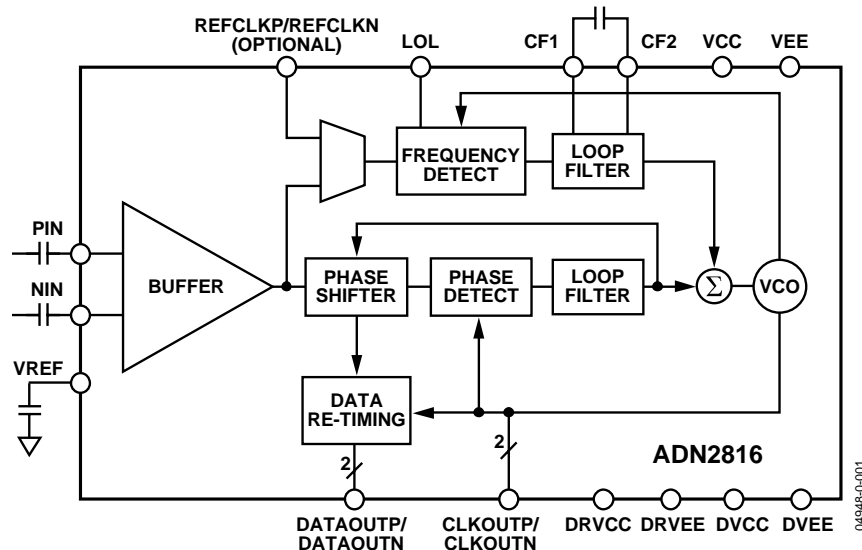 REFCLKP/REFCLKN
(OPTIONAL)
LOL
CF1
CF2
VCC
VEE
FREQUENCY
DETECT
LOOP
FILTER
PIN
NIN
VREF
BUFFER
PHASE
SHIFTER
PHASE
DETECT
LOOP
FILTER
Σ
VCO
DATA
RE-TIMING
2
2
ADN2816
DATAOUTP/
DATAOUTN
CLKOUTP/
CLKOUTN
DRVCC
DRVEE
DVCC
DVEE
04948-0-001